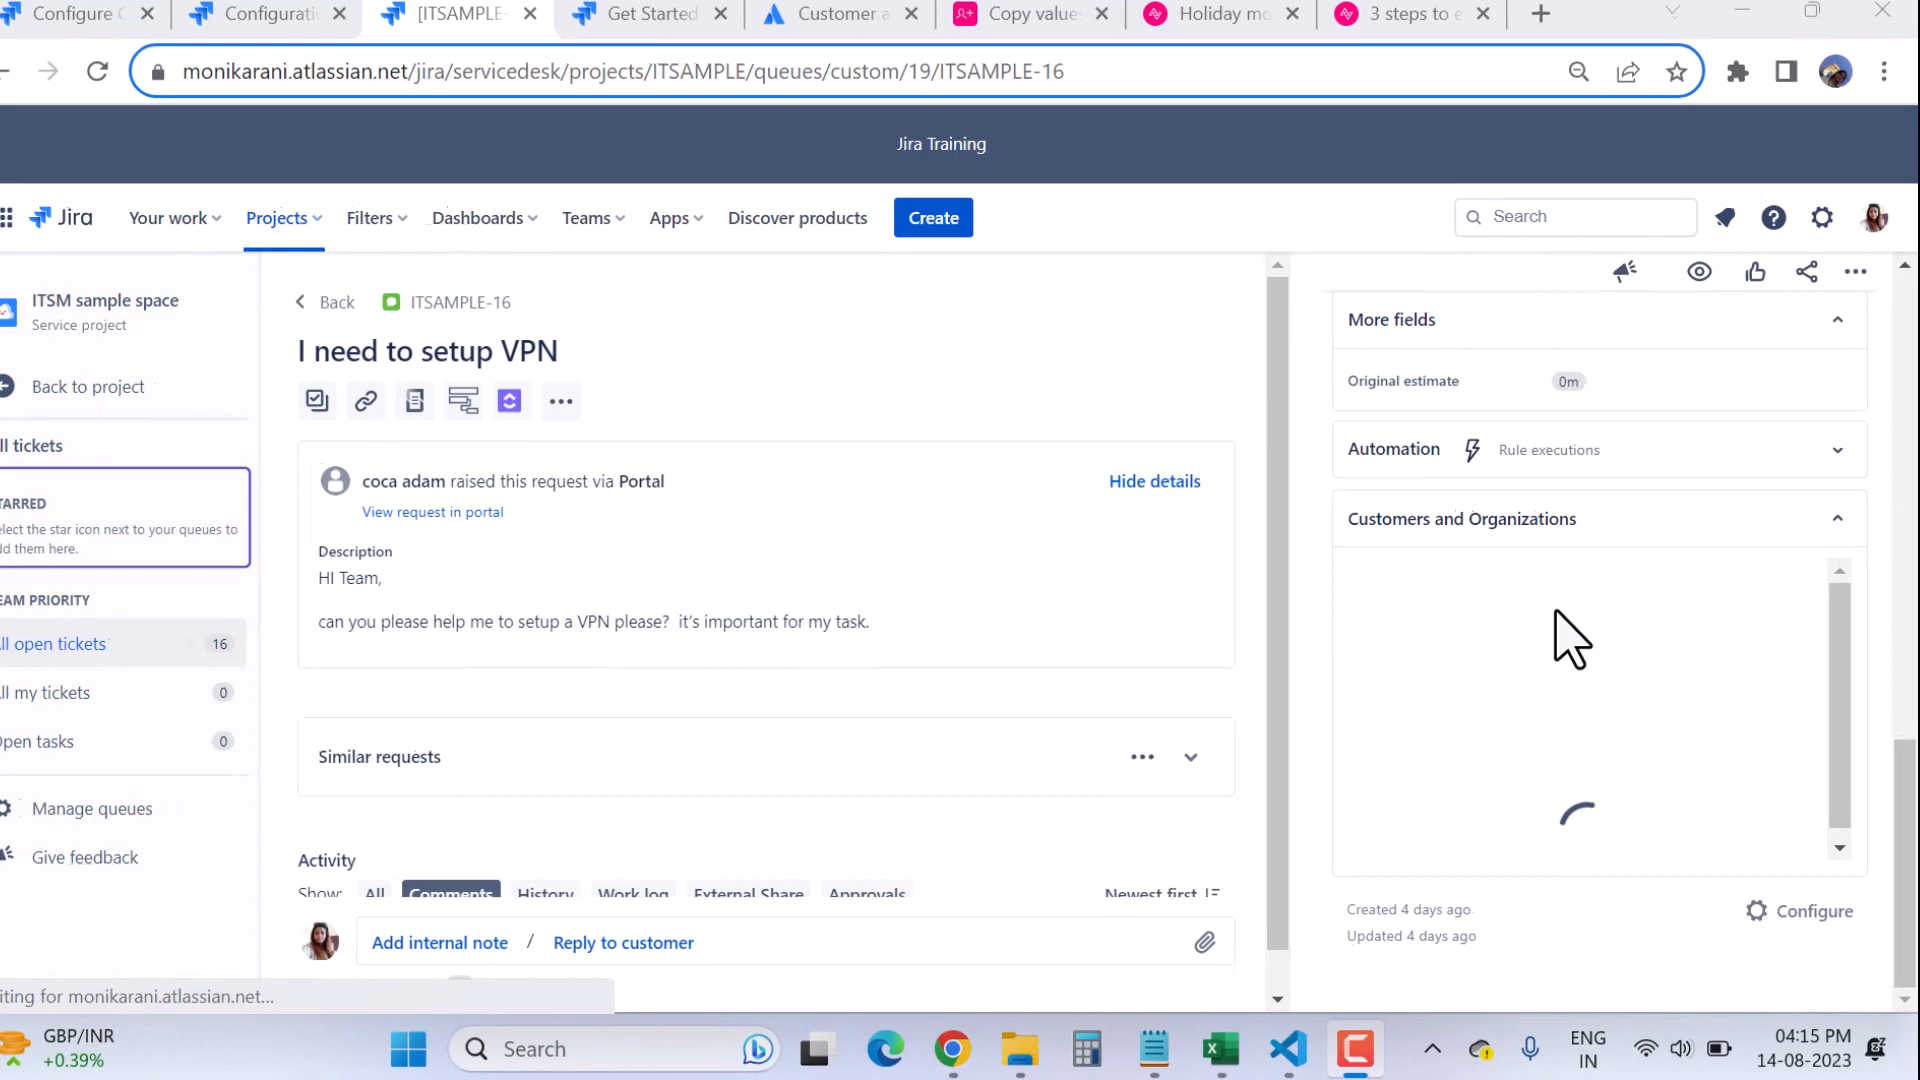 Configure C
Configuratio
[ITSAMPLE-
Get Started
Customer a
Copy value
Holiday mo
3 steps to e
monikarani.atlassian.net/jira/servicedesk/projects/ITSAMPLE/queues/custom/19/ITSAMPLE-16
Jira Training
Jira
Your work
Projects
Filters
Dashboards
Teams
Apps
Discover products
Create
Search
ITSM sample space
Service project
Back to project
ll tickets
TARRED
elect the star icon next to your queues to
dd them here.
EAM PRIORITY
ll open tickets 16
ll my tickets 0
pen tasks 0
Manage queues
Give feedback
iting for monikarani.atlassian.net...
Back
ITSAMPLE-16
I need to setup VPN
coca adam raised this request via Portal
Hide details
View request in portal
Description
HI Team,
can you please help me to setup a VPN please? it's important for my task.
Similar requests
Activity
Show: All Comments History Work log External Share Approvals
Newest first
Add internal note / Reply to customer
More fields
Original estimate 0m
Automation Rule executions
Customers and Organizations
Created 4 days ago
Updated 4 days ago
Configure
GBP/INR
+0.39%
Search
ENG
IN
04:15 PM
14-08-2023